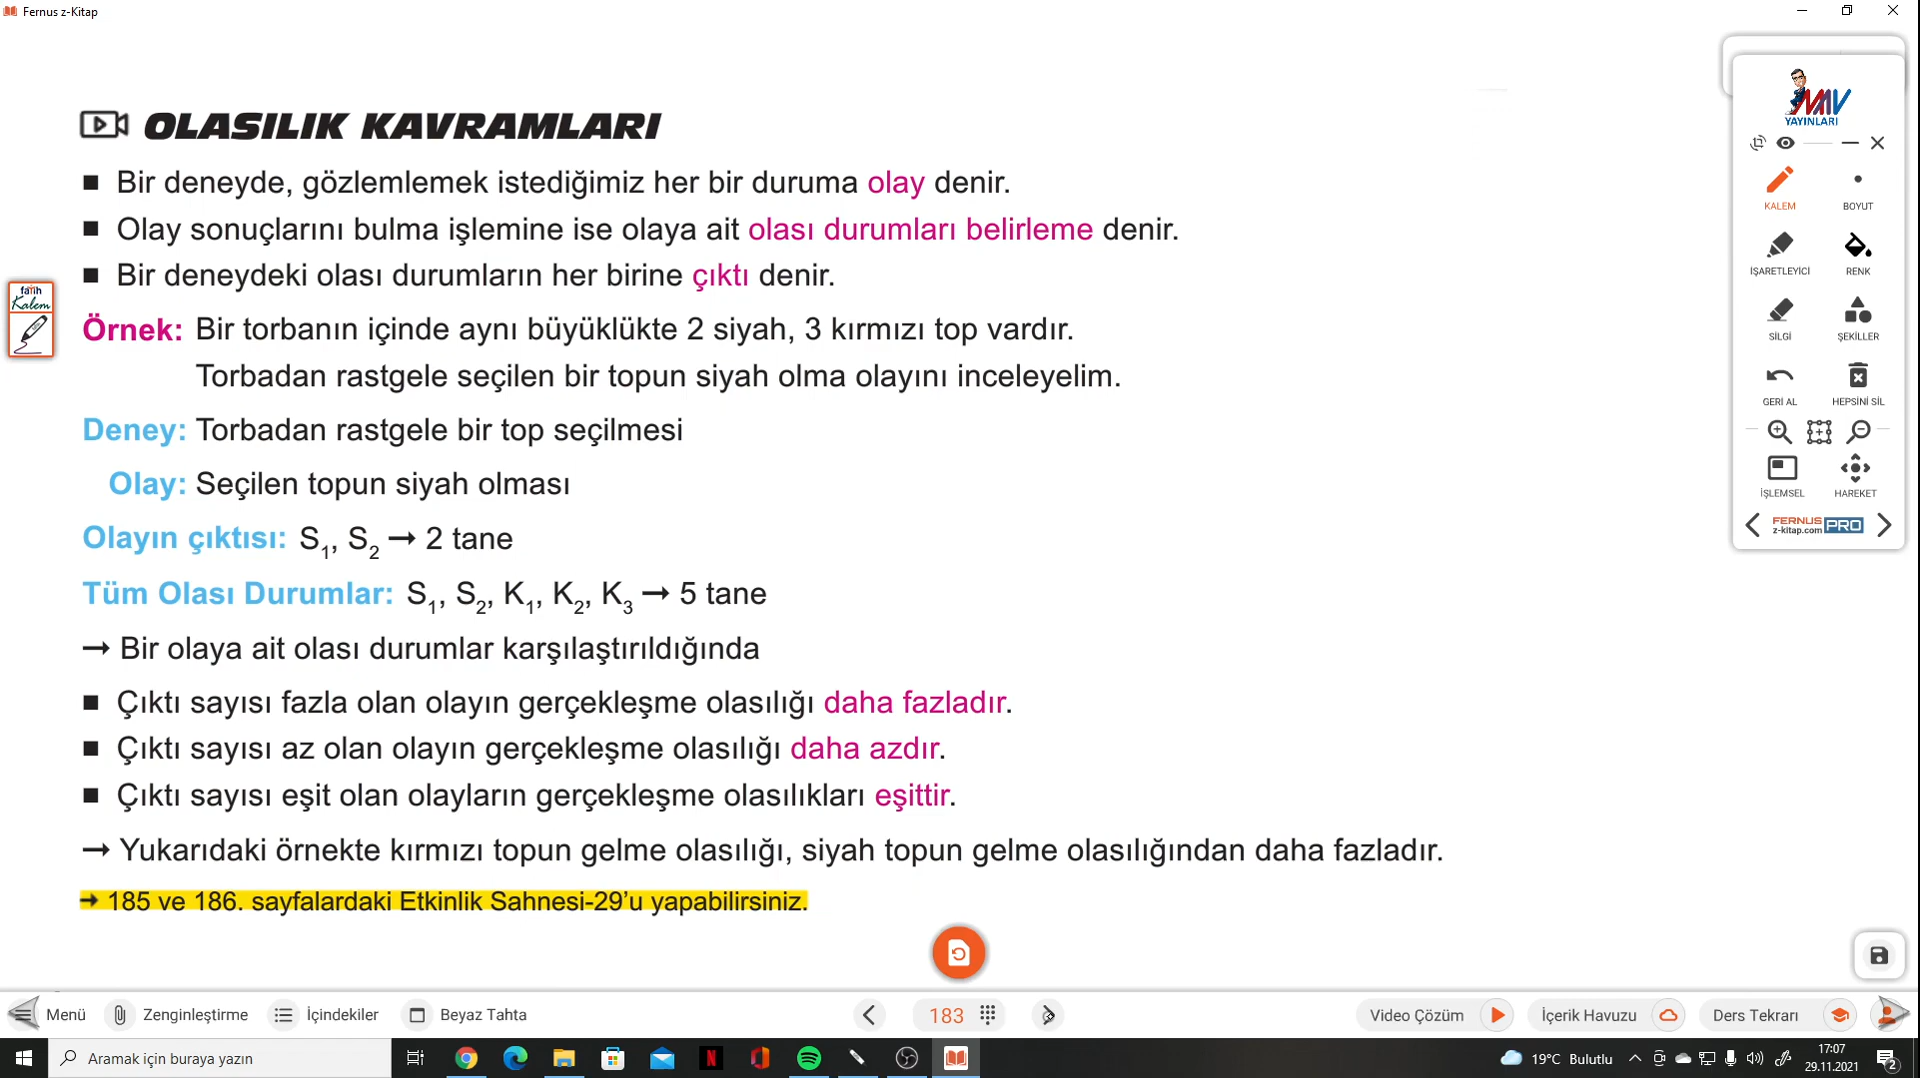 Fernus z-Kitap
OLASILIK KAVRAMLARI
■ Bir deneyde, gözlemlemek istediğimiz her bir duruma olay denir.
■ Olay sonuçlarını bulma işlemine ise olaya ait olası durumları belirleme denir.
■ Bir deneydeki olası durumların her birine çıktı denir.
Örnek: Bir torbanın içinde aynı büyüklükte 2 siyah, 3 kırmızı top vardır.
Torbadan rastgele seçilen bir topun siyah olma olayını inceleyelim.
Deney: Torbadan rastgele bir top seçilmesi
Olay: Seçilen topun siyah olması
Olayın çıktısı: S₁, S₂ → 2 tane
Tüm Olası Durumlar: S₁, S₂, K₁, K₂, K₃ → 5 tane
→ Bir olaya ait olası durumlar karşılaştırıldığında
■ Çıktı sayısı fazla olan olayın gerçekleşme olasılığı daha fazladır.
■ Çıktı sayısı az olan olayın gerçekleşme olasılığı daha azdır.
■ Çıktı sayısı eşit olan olayların gerçekleşme olasılıkları eşittir.
→ Yukarıdaki örnekte kırmızı topun gelme olasılığı, siyah topun gelme olasılığından daha fazladır.
→ 185 ve 186. sayfalardaki Etkinlik Sahnesi-29’u yapabilirsiniz.
fatih
Kalem
MAV
YAYINLARI
KALEM BOYUT
İŞARETLEYİCİ RENK
SİLGİ ŞEKİLLER
GERİ AL HEPSİNİ SİL
İŞLEMSEL HAREKET
FERNUS PRO
z-kitap.com
Menü Zenginleştirme İçindekiler Beyaz Tahta 183 Video Çözüm İçerik Havuzu Ders Tekrarı
Aramak için buraya yazın
19°C Bulutlu
17:07
29.11.2021
2